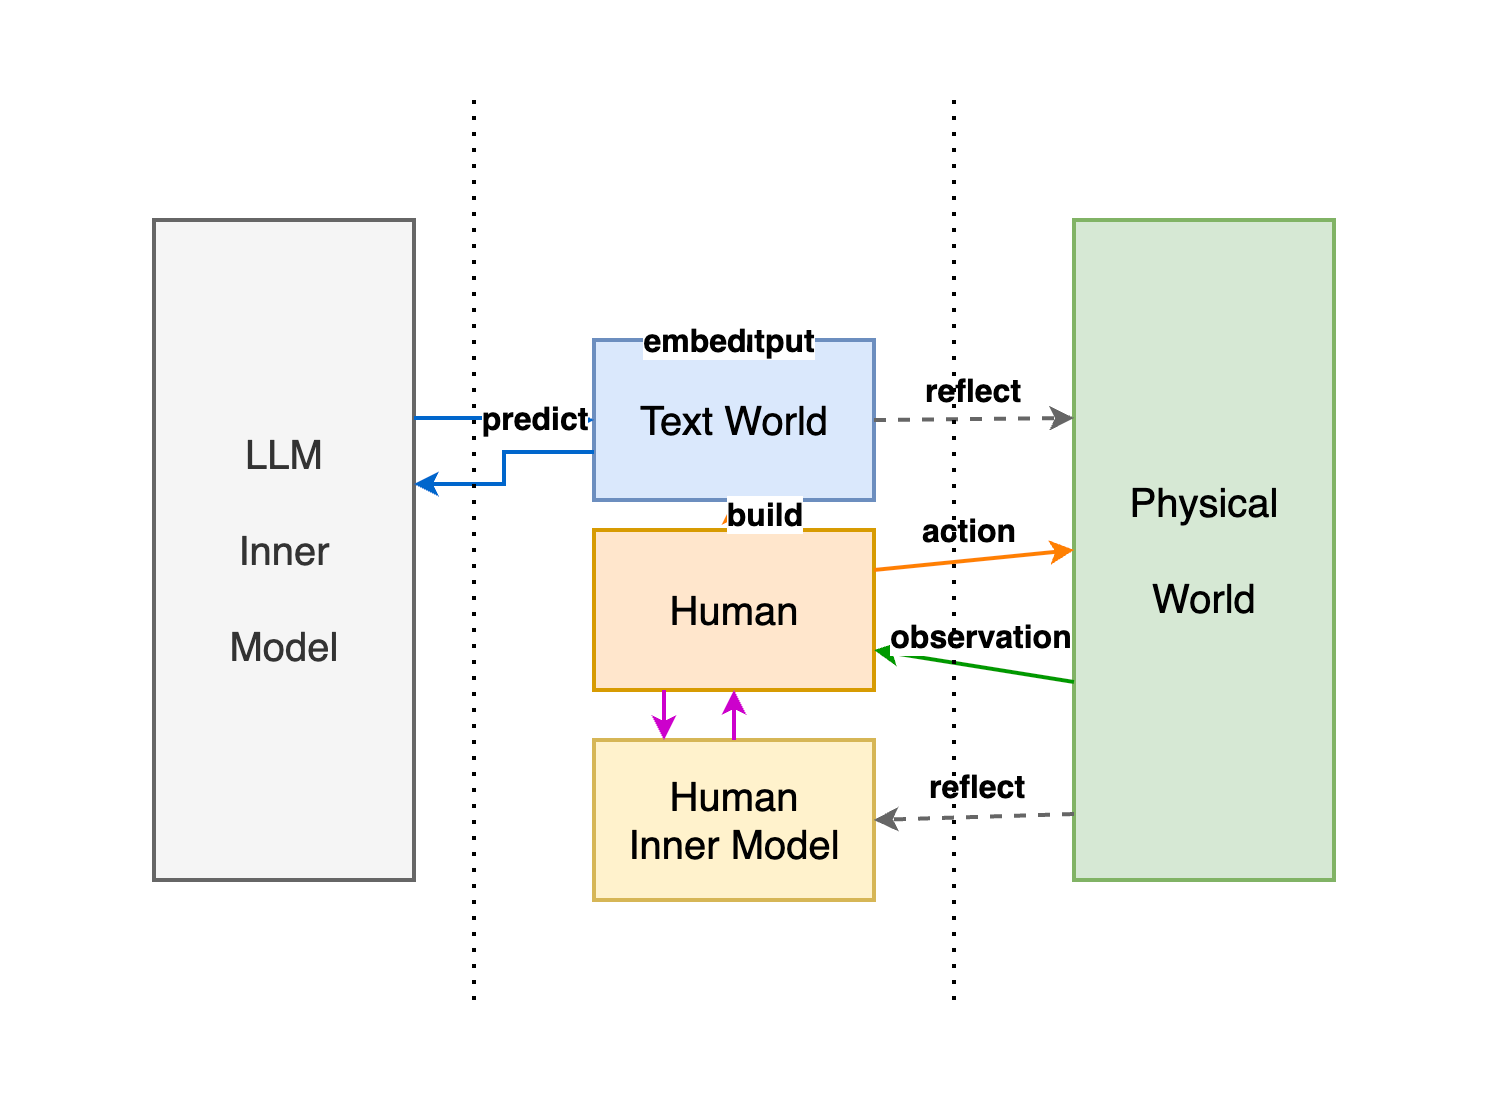 embeditput
reflect
predict
Text World
LLM
Inner
Model
Physical
World
build
action
Human
observation
reflect
Human
Inner Model